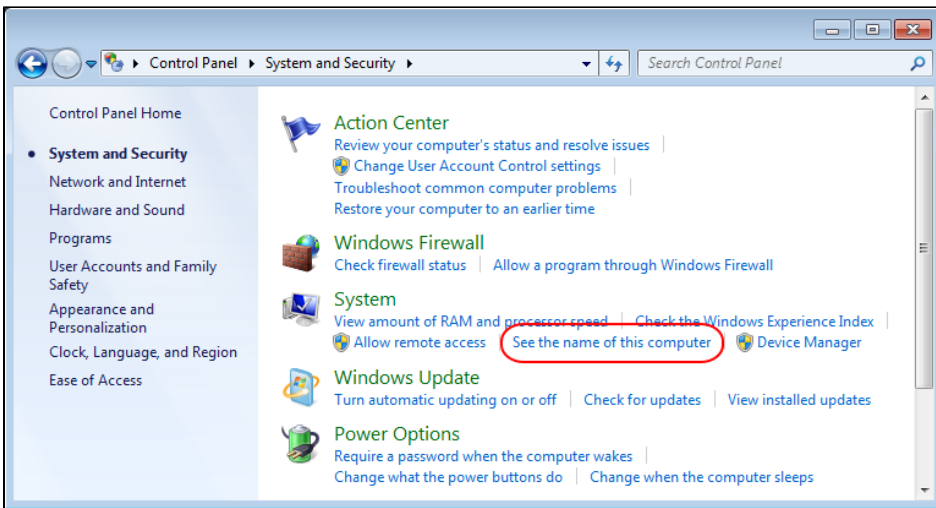 Control Panel ▸ System and Security ▸
Search Control Panel
Control Panel Home
System and Security
Network and Internet
Hardware and Sound
Programs
User Accounts and Family
Safety
Appearance and
Personalization
Clock, Language, and Region
Ease of Access
Action Center
Review your computer's status and resolve issues
Change User Account Control settings
Troubleshoot common computer problems
Restore your computer to an earlier time
Windows Firewall
Check firewall status
Allow a program through Windows Firewall
System
View amount of RAM and processor speed
Check the Windows Experience Index
Allow remote access
See the name of this computer
Device Manager
Windows Update
Turn automatic updating on or off
Check for updates
View installed updates
Power Options
Require a password when the computer wakes
Change what the power buttons do
Change when the computer sleeps